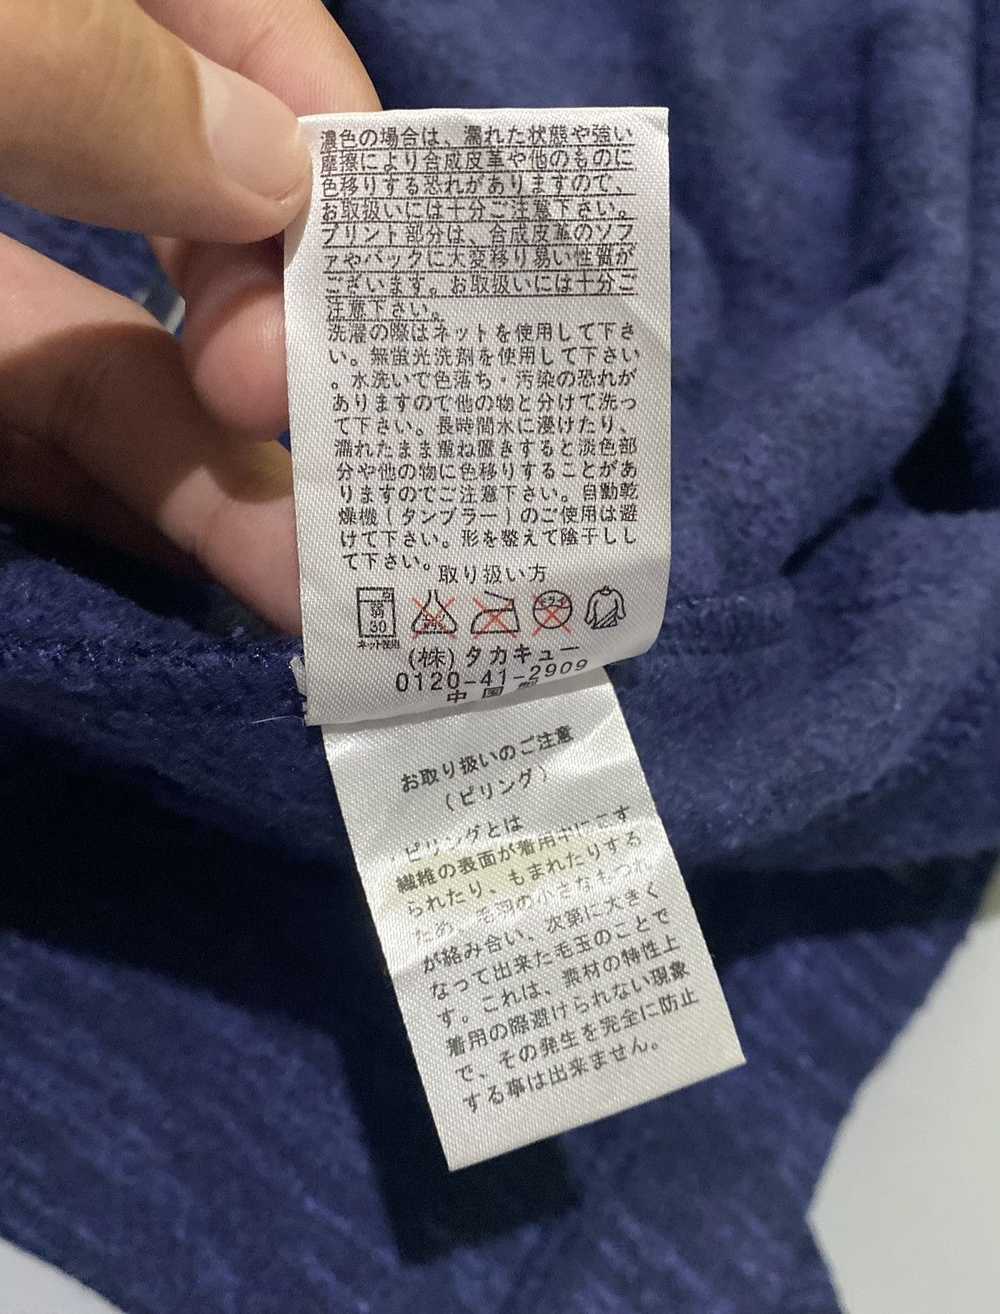 濃色の場合は、濡れた状態や強い
摩擦により合成皮革や他のものに
色移りする恐れがありますので、
お取扱いには十分ご注意下さい。
プリント部分は、合成皮革のソフ
ァやバックに大変移り易い性質が
ございます。お取扱いには十分ご
注意下さい。
洗濯の際はネットを使用して下さ
い。無蛍光洗剤を使用して下さい
。水洗いで色落ち・汚染の恐れが
ありますので他の物と分けて洗っ
て下さい。長時間水に浸けたり、
濡れたまま重ね置きすると淡色部
分や他の物に色移りすることがあ
りますのでご注意下さい。自動乾
燥機(タンブラー)のご使用は避
けて下さい。形を整えて陰干しし
て下さい。
取り扱い方
弱
30
ネット使用
(株)タカキュー
0120-41-2909
中国製
お取り扱いのご注意
(ピリング)
ピリングとは
繊維の表面が着用中にこす
られたり、もまれたりする
ため、毛羽の小さなもつれ
が絡み合い、次第に大きく
なって出来た毛玉のことで
す。これは、素材の特性上
着用の際避けられない現象
で、その発生を完全に防止
する事は出来ません。